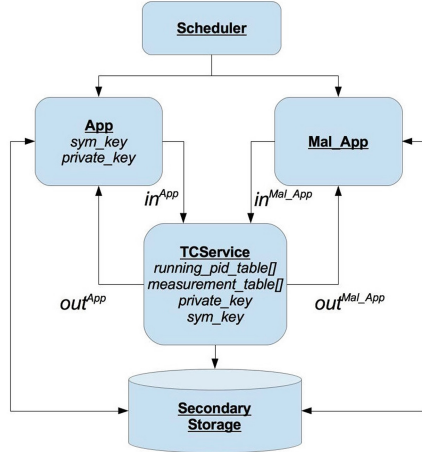 Scheduler
App
sym_key
private_key
Mal_App
in^App
in^Mal_App
TCService
running_pid_table[]
measurement_table[]
private_key
sym_key
out^App
out^Mal_App
Secondary
Storage